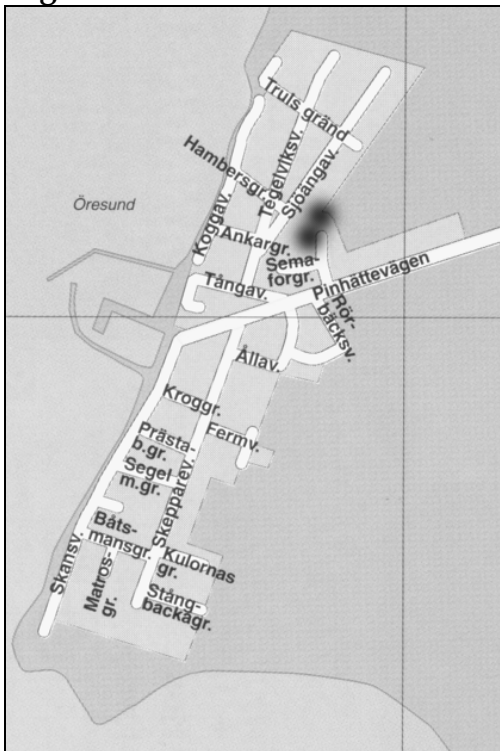 Truls gränd
Hambersgr.
Tegelviksv.
Sjöängav.
Öresund
Koggav.
Ankargr.
Sema-
forgr.
Pinhättevägen
Tångav.
Rör-
bäcksv.
Ållav.
Kroggr.
Prästa-
b.gr.
Fermv.
Segel
m.gr.
Skepparev.
Båts-
mansgr.
Kulornas
gr.
Skansv.
Matros-
gr.
Stång-
backagr.